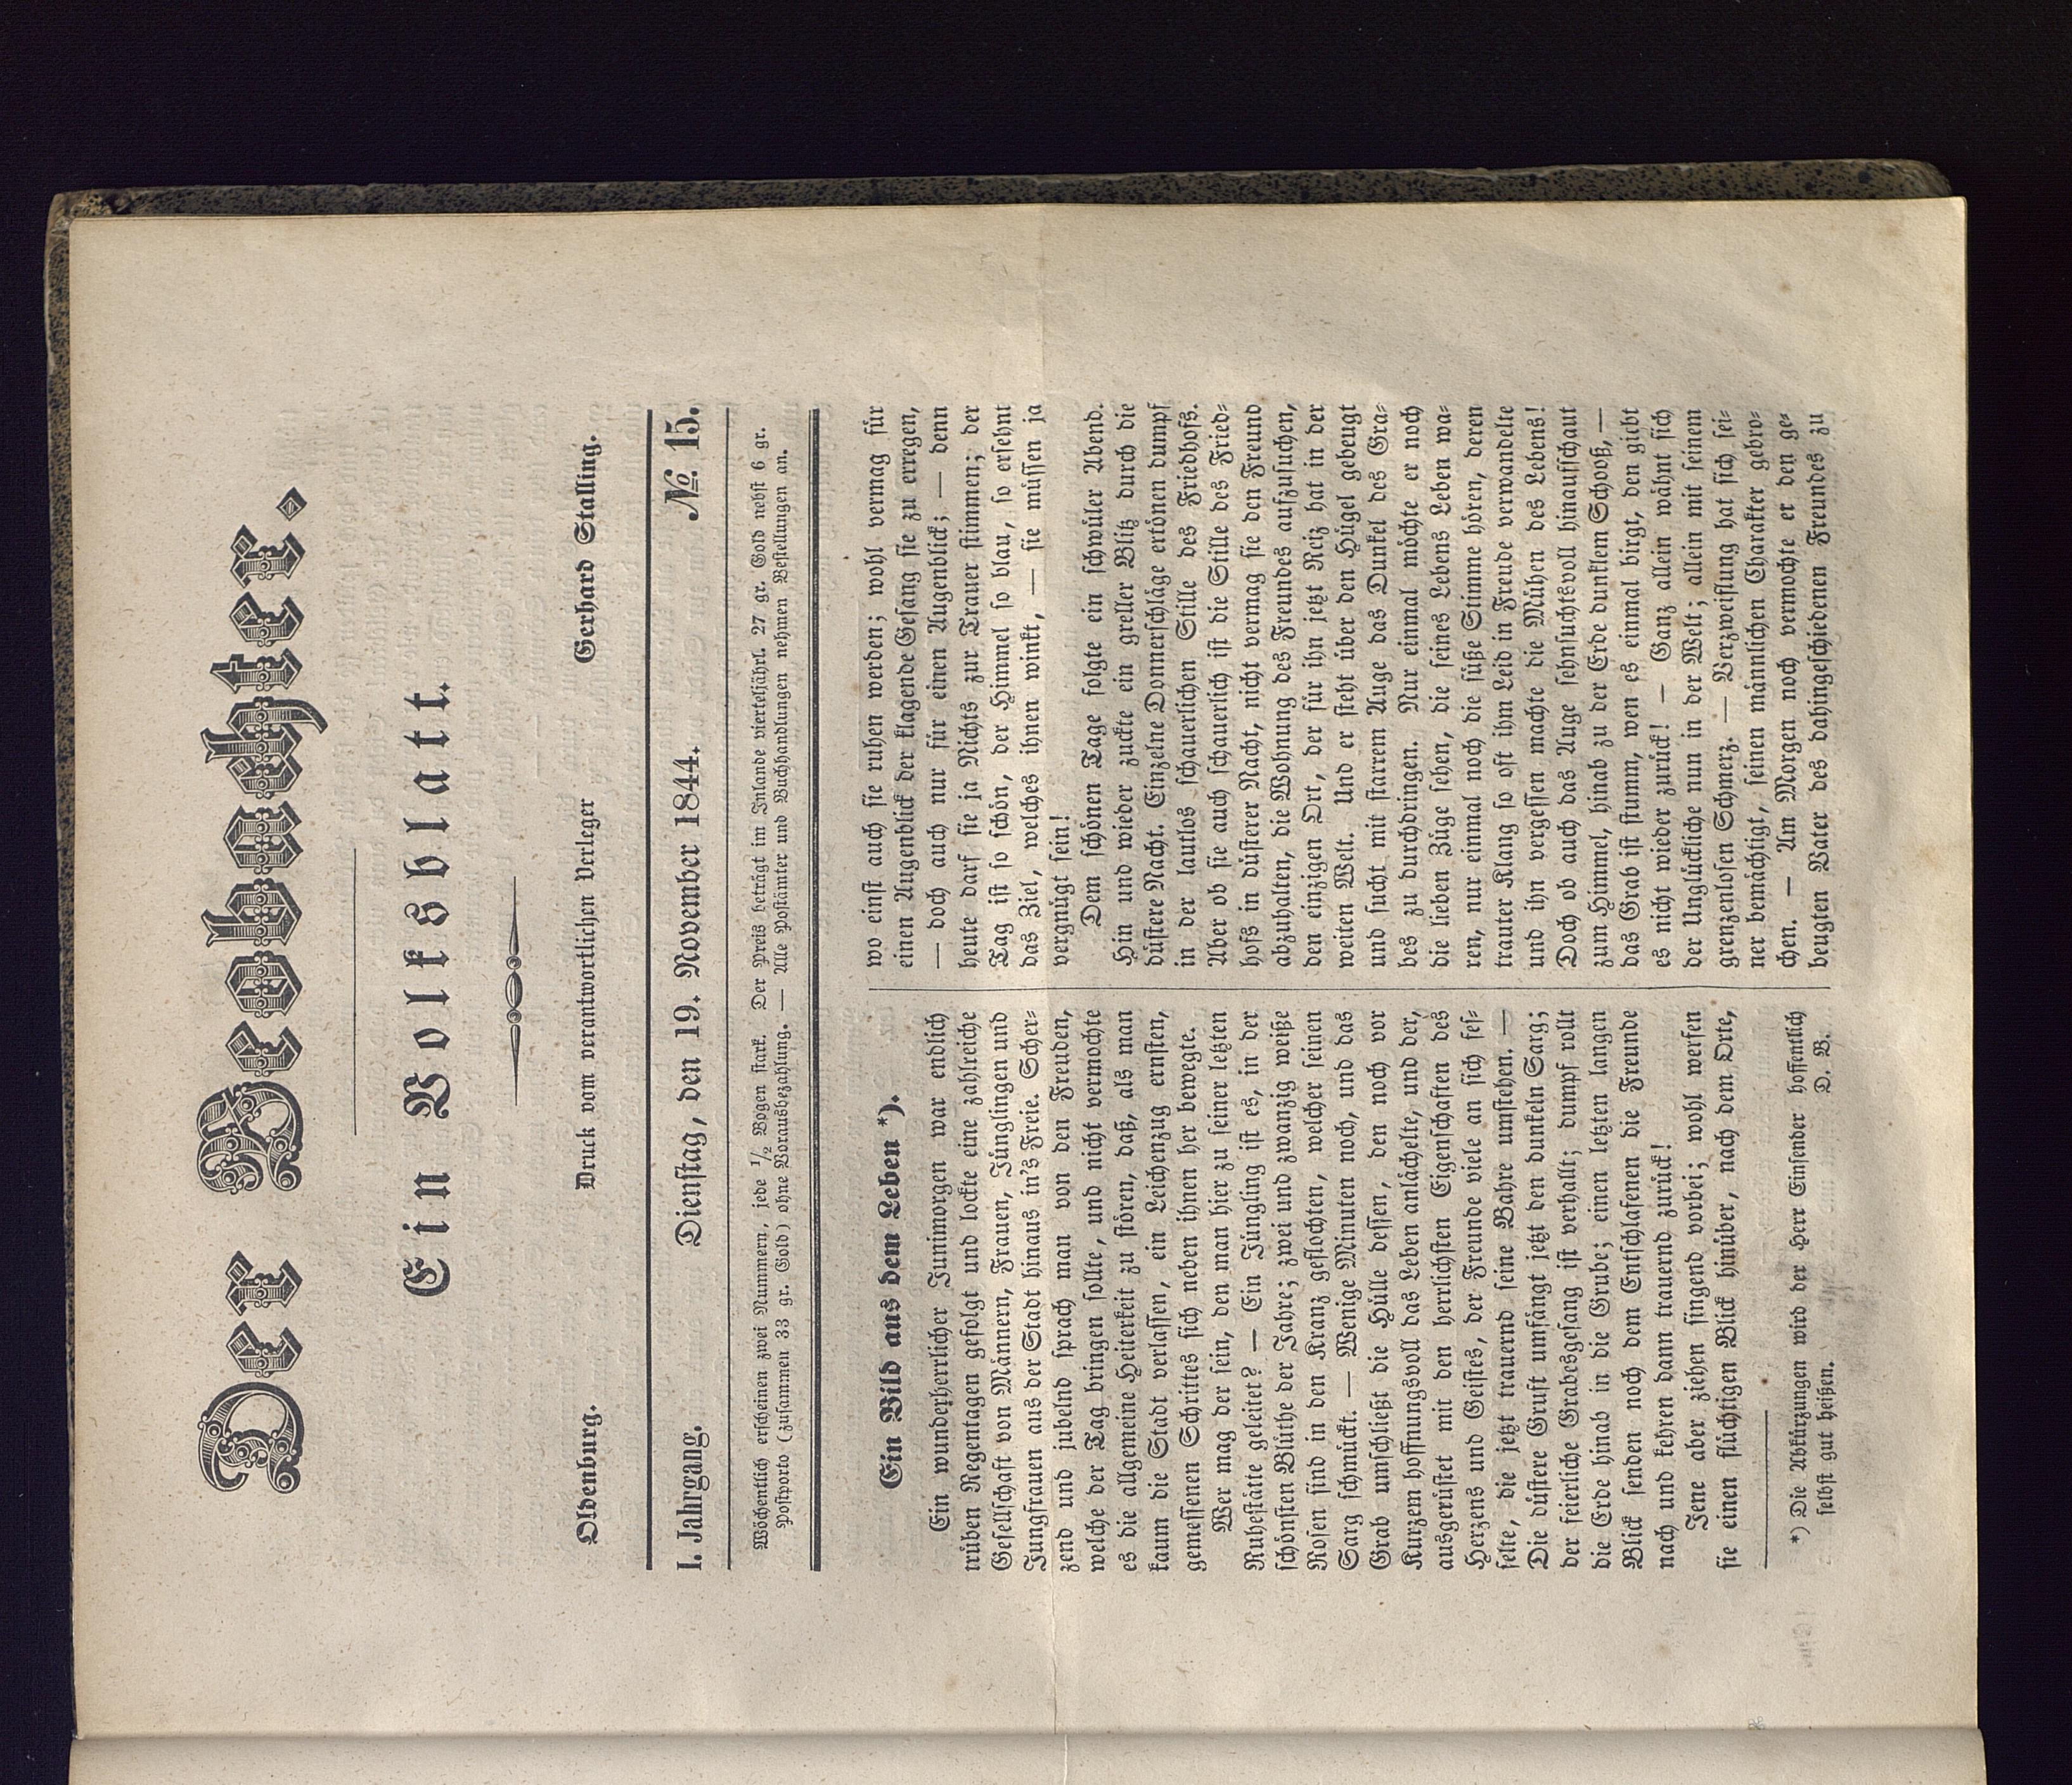 Der Beobachter.
Ein Volksblatt.
Oldenburg. Druck vom verantwortlichen Verleger Gerhard Stalling.
I. Jahrgang. Dienstag, den 19. November 1844. № 15.
Wöchentlich erscheinen zwei Nummern, jede ½ Bogen stark. Der Preis beträgt im Inlande vierteljährl. 27 gr. Gold nebst 6 gr.
Postporto (zusammen 33 gr. Gold) ohne Vorausbezahlung. — Alle Postämter und Buchhandlungen nehmen Bestellungen an.
Ein Bild aus dem Leben *).
Ein wunderherrlicher Junimorgen war endlich
trüben Regentagen gefolgt und lockte eine zahlreiche
Gesellschaft von Männern, Frauen, Jünglingen und
Jungfrauen aus der Stadt hinaus in's Freie. Scher-
zend und jubelnd sprach man von den Freuden,
welche der Tag bringen sollte, und nicht vermochte
es die allgemeine Heiterkeit zu stören, daß, als man
kaum die Stadt verlassen, ein Leichenzug ernsten,
gemessenen Schrittes sich neben ihnen her bewegte.
Wer mag der sein, den man hier zu seiner letzten
Ruhestätte geleitet? — Ein Jüngling ist es, in der
schönsten Blüthe der Jahre; zwei und zwanzig weiße
Rosen sind in den Kranz geflochten, welcher seinen
Sarg schmückt. — Wenige Minuten noch, und das
Grab umschließt die Hülle dessen, den noch vor
Kurzem hoffnungsvoll das Leben anlächelte, und der,
ausgerüstet mit den herrlichsten Eigenschaften des
Herzens und Geistes, der Freunde viele an sich fes-
selte, die jetzt trauernd seine Bahre umstehen. —
Die düstere Gruft umfängt jetzt den dunkeln Sarg;
der feierliche Grabesgesang ist verhallt; dumpf rollt
die Erde hinab in die Grube; einen letzten langen
Blick senden noch dem Entschlafenen die Freunde
nach und kehren dann trauernd zurück!
Jene aber ziehen singend vorbei; wohl werfen
sie einen flüchtigen Blick hinüber, nach dem Orte,
*) Die Abkürzungen wird der Herr Einsender hoffentlich
selbst gut heißen. D. B.
wo einst auch sie ruhen werden; wohl vermag für
einen Augenblick der klagende Gesang sie zu erregen,
— doch auch nur für einen Augenblick; — denn
heute darf sie ja Nichts zur Trauer stimmen; der
Tag ist so schön, der Himmel so blau, so ersehnt
das Ziel, welches ihnen winkt, — sie müssen ja
vergnügt sein!
Dem schönen Tage folgte ein schwüler Abend.
Hin und wieder zuckte ein greller Blitz durch die
düstere Nacht. Einzelne Donnerschläge ertönen dumpf
in der lautlos schauerlichen Stille des Friedhofs.
Aber ob sie auch schauerlich ist die Stille des Fried-
hofs in düsterer Nacht, nicht vermag sie den Freund
abzuhalten, die Wohnung des Freundes aufzusuchen,
den einzigen Ort, der für ihn jetzt Reiz hat in der
weiten Welt. Und er steht über den Hügel gebeugt
und sucht mit starrem Auge das Dunkel des Gra-
bes zu durchdringen. Nur einmal möchte er noch
die lieben Züge sehen, die seines Lebens Leben wa-
ren, nur einmal noch die süße Stimme hören, deren
trauter Klang so oft ihm Leid in Freude verwandelte
und ihn vergessen machte die Mühen des Lebens!
Doch ob auch das Auge sehnsuchtsvoll hinaufschaut
zum Himmel, hinab zu der Erde dunklem Schooß, —
das Grab ist stumm, wen es einmal birgt, den giebt
es nicht wieder zurück! — Ganz allein wähnt sich
der Unglückliche nun in der Welt; allein mit seinem
grenzenlosen Schmerz. — Verzweiflung hat sich sei-
ner bemächtigt, seinen männlichen Charakter gebro-
chen. — Am Morgen noch vermochte er den ge-
beugten Vater des dahingeschiedenen Freundes zu